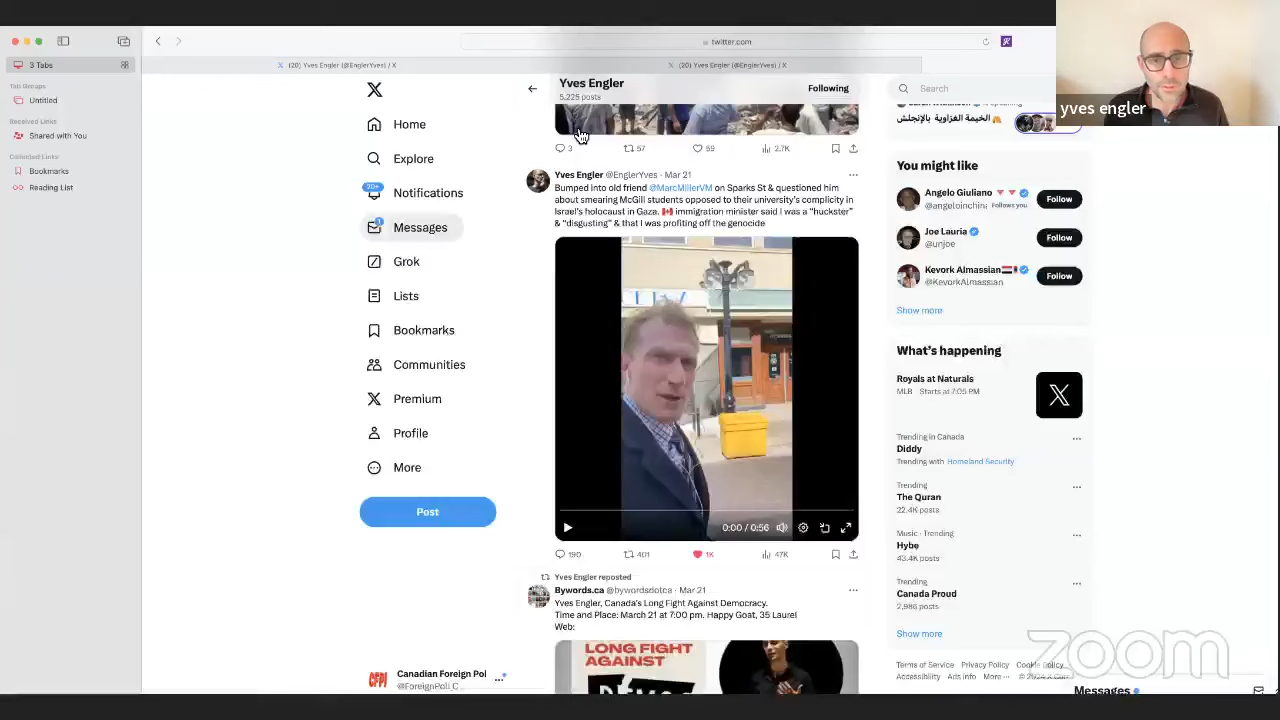 twitter.com
3 Tabs
(20) Yves Engler (@EnglerYves) / X
(20) Yves Engler (@EnglerYves) / X
Tab Groups
Untitled
Received Links
Shared with You
Collected Links
Bookmarks
Reading List
Home
Explore
20+
Notifications
1
Messages
Grok
Lists
Bookmarks
Communities
Premium
Profile
More
Post
Canadian Foreign Pol
@ForeignPoli_C
Yves Engler
5,225 posts
Following
3 57 59 2.7K
Yves Engler @EnglerYves · Mar 21
Bumped into old friend @MarcMillerVM on Sparks St & questioned him
about smearing McGill students opposed to their university's complicity in
Israel's holocaust in Gaza. 🇨🇦 immigration minister said I was a "huckster"
& "disgusting" & that I was profiting off the genocide
0:00 / 0:56
190 401 1K 47K
Yves Engler reposted
Bywords.ca @bywordsdotca · Mar 21
Yves Engler, Canada's Long Fight Against Democracy.
Time and Place: March 21 at 7:00 pm. Happy Goat, 35 Laurel
Web:
LONG FIGHT
AGAINST
Search
الخيمة الغزاوية بالإنجلش
You might like
Angelo Giuliano
@angeloinchina Follows you
Follow
Joe Lauria
@unjoe
Follow
Kevork Almassian
@KevorkAlmassian
Follow
Show more
What's happening
Royals at Naturals
MLB · Starts at 7:05 PM
Trending in Canada
Diddy
Trending with Homeland Security
Trending
The Quran
22.4K posts
Music · Trending
Hybe
43.4K posts
Trending
Canada Proud
2,986 posts
Show more
Terms of Service Privacy Policy Cookie Policy
Accessibility Ads info More ··· © 2024 X Corp.
Messages
yves engler
zoom